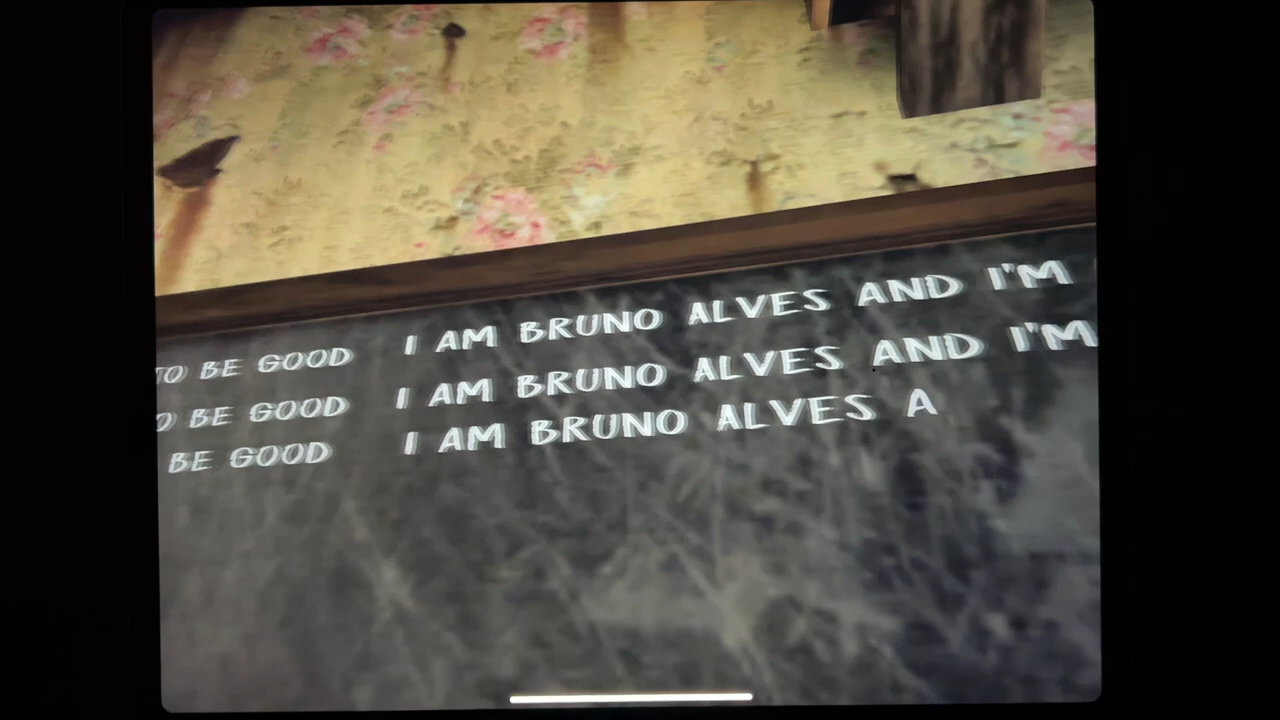 TO BE GOOD I AM BRUNO ALVES AND I'M
O BE GOOD I AM BRUNO ALVES AND I'M
BE GOOD I AM BRUNO ALVES A